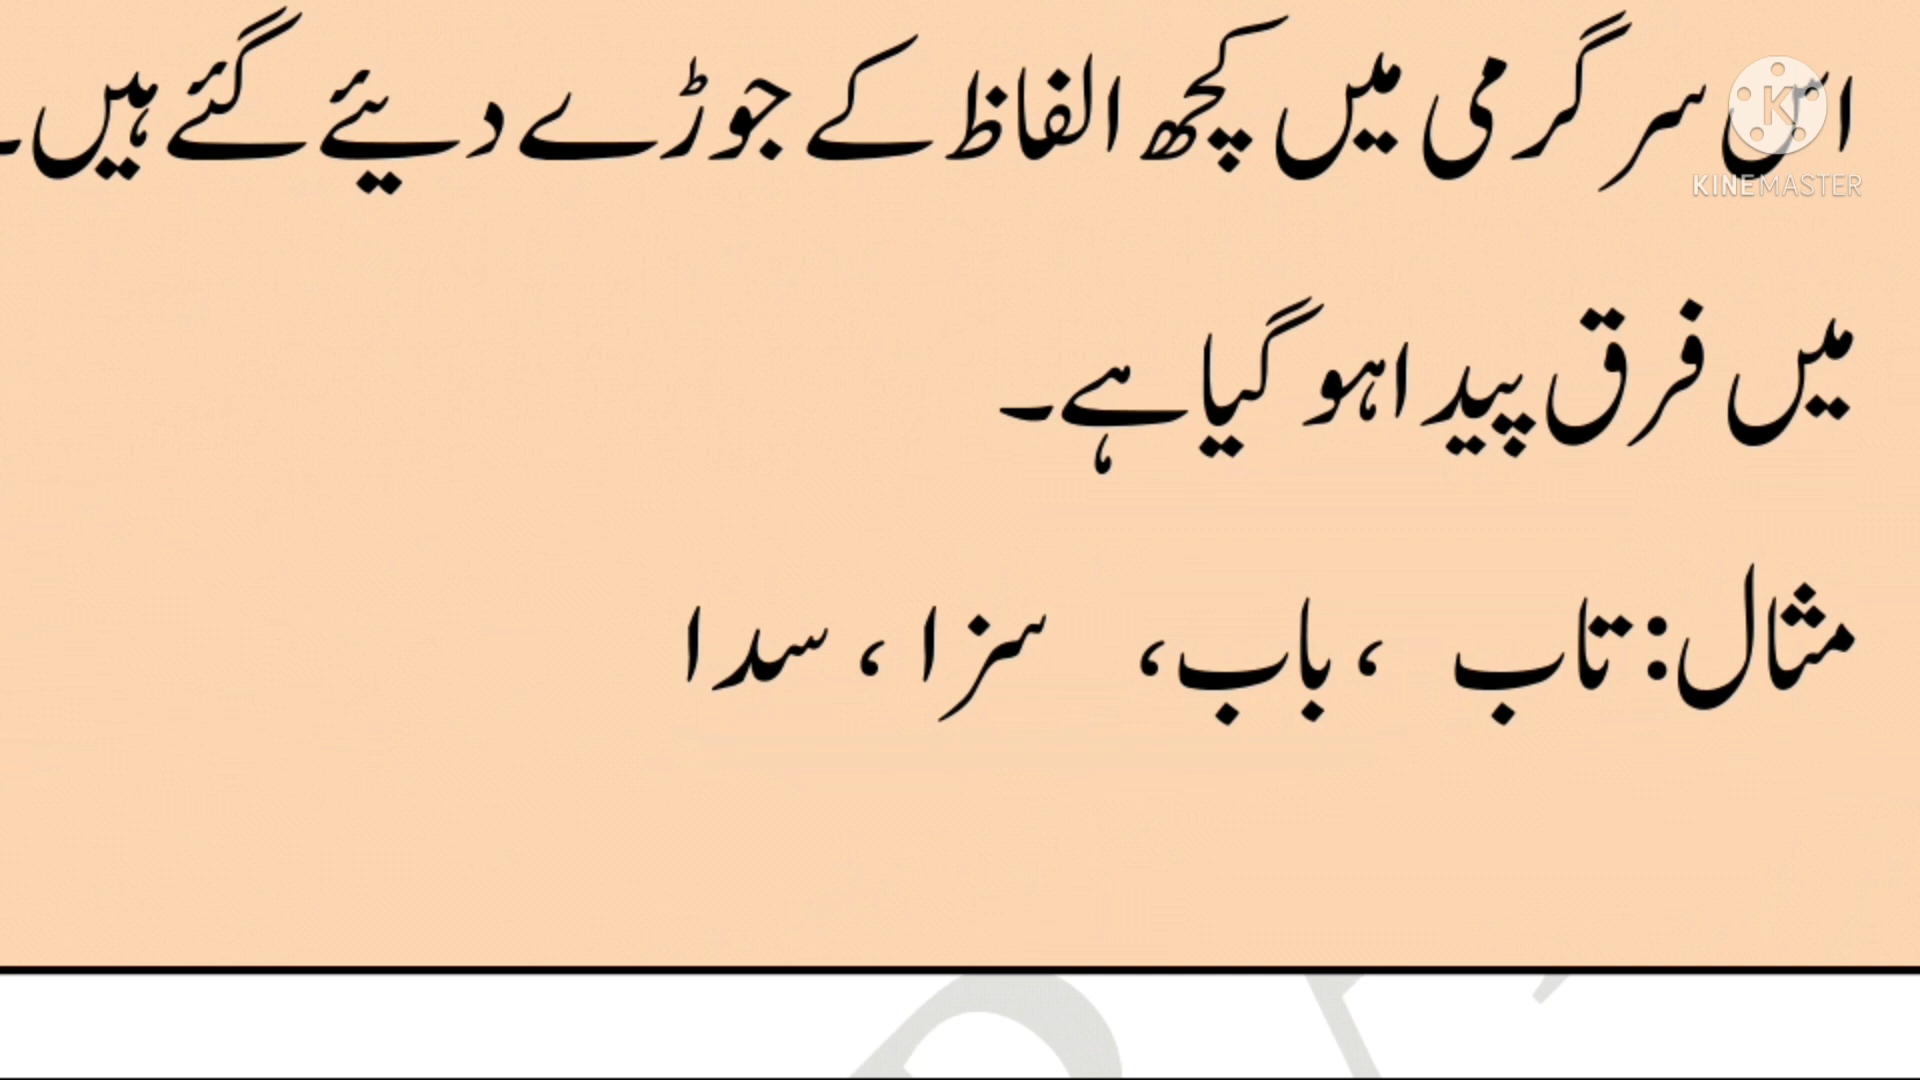 اس سرگرمی میں کچھ الفاظ کے جوڑے دیئے گئے ہیں۔
KINEMASTER
میں فرق پیدا ہو گیا ہے۔
مثال: تاب ، باب، سزا ، سدا